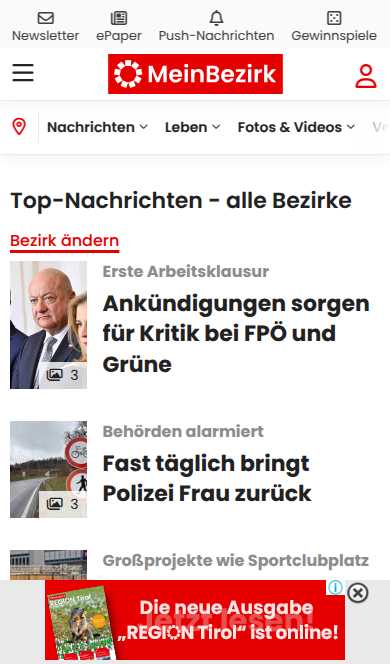 Newsletter
ePaper
Push-Nachrichten
Gewinnspiele
MeinBezirk
Nachrichten
Leben
Fotos & Videos
Top-Nachrichten - alle Bezirke
Bezirk ändern
Erste Arbeitsklausur
Ankündigungen sorgen
für Kritik bei FPÖ und
Grüne
3
Behörden alarmiert
Fast täglich bringt
Polizei Frau zurück
3
Großprojekte wie Sportclubplatz
REGION Tirol
Die neue Ausgabe
„REGION Tirol“ ist online!
Jetzt lesen!